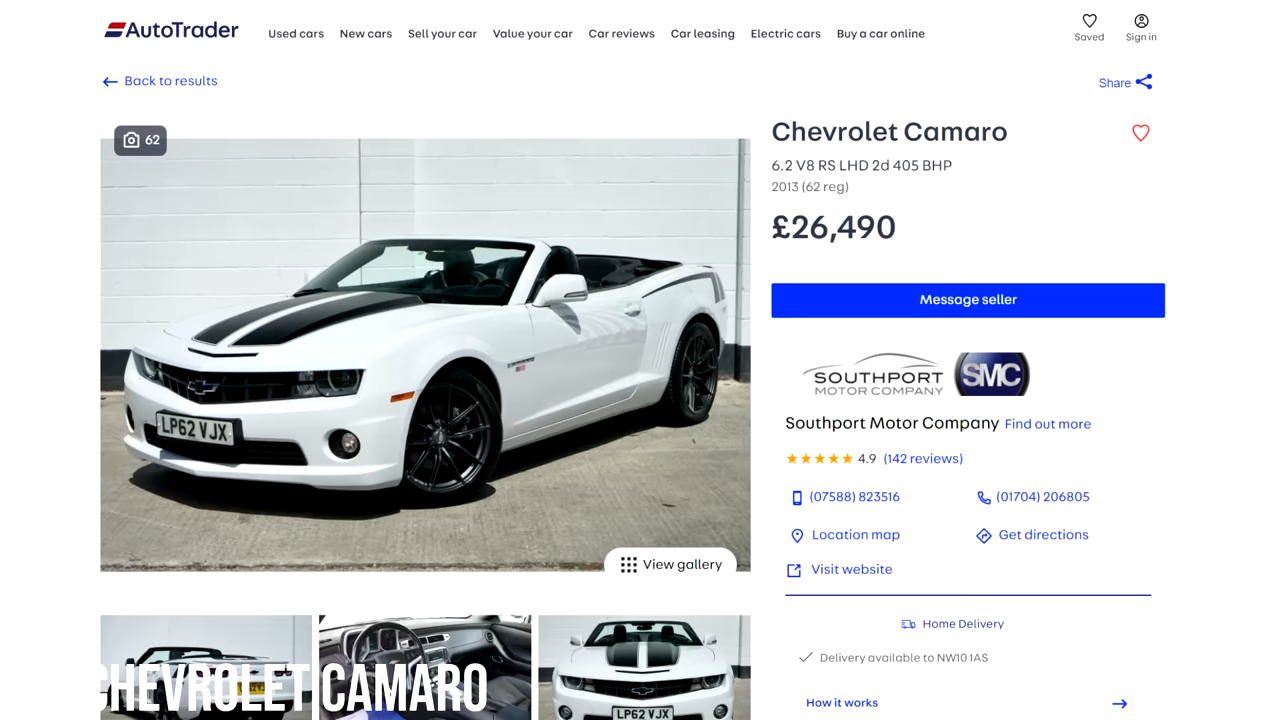 AutoTrader
Used cars New cars Sell your car Value your car Car reviews Car leasing Electric cars Buy a car online
Saved Sign in
Back to results
Share
62
Chevrolet Camaro
6.2 V8 RS LHD 2d 405 BHP
2013 (62 reg)
£26,490
Message seller
SOUTHPORT
MOTOR COMPANY
SMC
Southport Motor Company Find out more
4.9 (142 reviews)
(07588) 823516 (01704) 206805
Location map Get directions
Visit website
Home Delivery
Delivery available to NW10 1AS
How it works
LP62 VJX
View gallery
CHEVROLET CAMARO
LP62 VJX